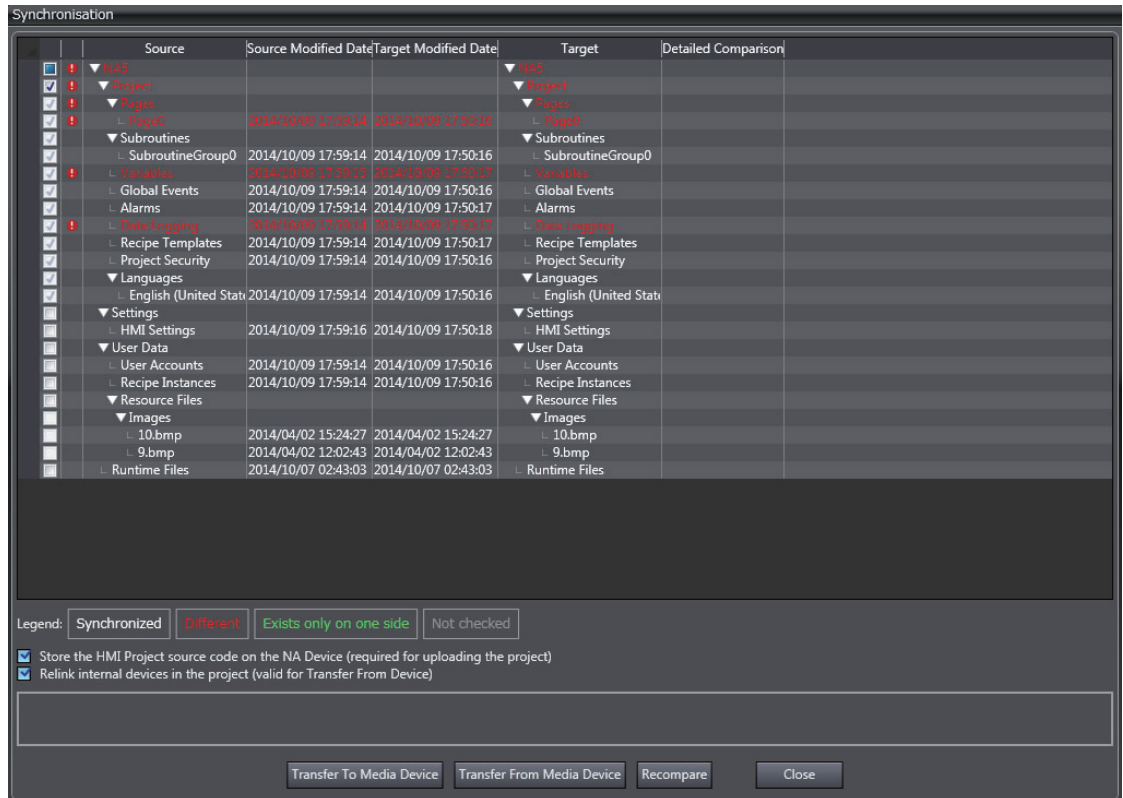 Synchronisation
Source Source Modified Date Target Modified Date Target Detailed Comparison
NA5 NA5
Project Project
Pages Pages
Page0 2014/10/09 17:59:14 2014/10/09 17:50:16 Page0
Subroutines Subroutines
SubroutineGroup0 2014/10/09 17:59:14 2014/10/09 17:50:16 SubroutineGroup0
Variables 2014/10/09 17:59:15 2014/10/09 17:50:17 Variables
Global Events 2014/10/09 17:59:14 2014/10/09 17:50:16 Global Events
Alarms 2014/10/09 17:59:14 2014/10/09 17:50:17 Alarms
Data Logging 2014/10/09 17:59:14 2014/10/09 17:50:17 Data Logging
Recipe Templates 2014/10/09 17:59:14 2014/10/09 17:50:17 Recipe Templates
Project Security 2014/10/09 17:59:14 2014/10/09 17:50:16 Project Security
Languages Languages
English (United State 2014/10/09 17:59:14 2014/10/09 17:50:16 English (United State
Settings Settings
HMI Settings 2014/10/09 17:59:16 2014/10/09 17:50:18 HMI Settings
User Data User Data
User Accounts 2014/10/09 17:59:14 2014/10/09 17:50:16 User Accounts
Recipe Instances 2014/10/09 17:59:14 2014/10/09 17:50:16 Recipe Instances
Resource Files Resource Files
Images Images
10.bmp 2014/04/02 15:24:27 2014/04/02 15:24:27 10.bmp
9.bmp 2014/04/02 12:02:43 2014/04/02 12:02:43 9.bmp
Runtime Files 2014/10/07 02:43:03 2014/10/07 02:43:03 Runtime Files
Legend: Synchronized Different Exists only on one side Not checked
Store the HMI Project source code on the NA Device (required for uploading the project)
Relink internal devices in the project (valid for Transfer From Device)
Transfer To Media Device Transfer From Media Device Recompare Close